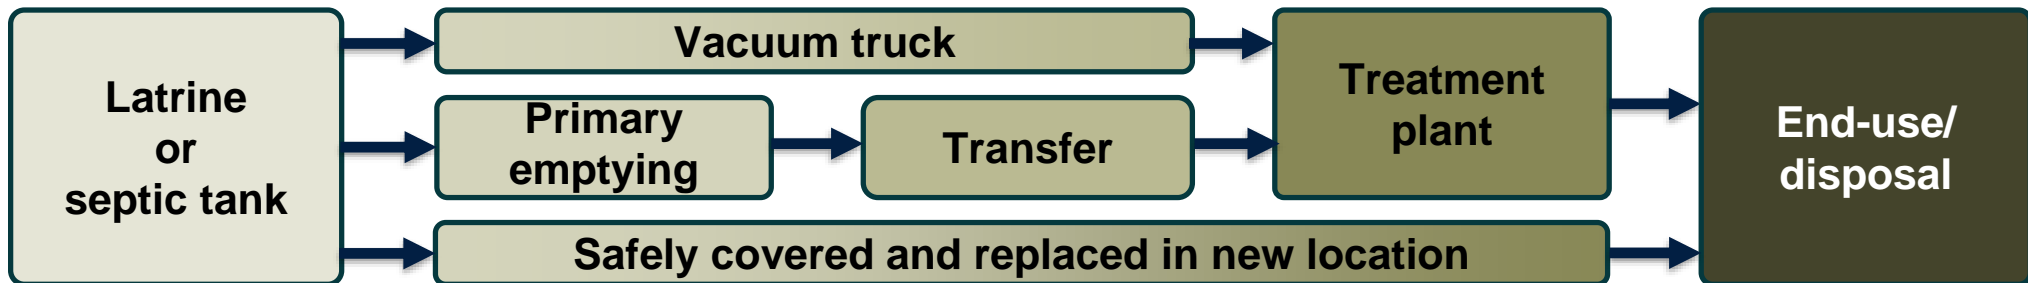 Latrine
or
septic tank
Vacuum truck
Primary
emptying
Transfer
Safely covered and replaced in new location
Treatment
plant
End-use/
disposal